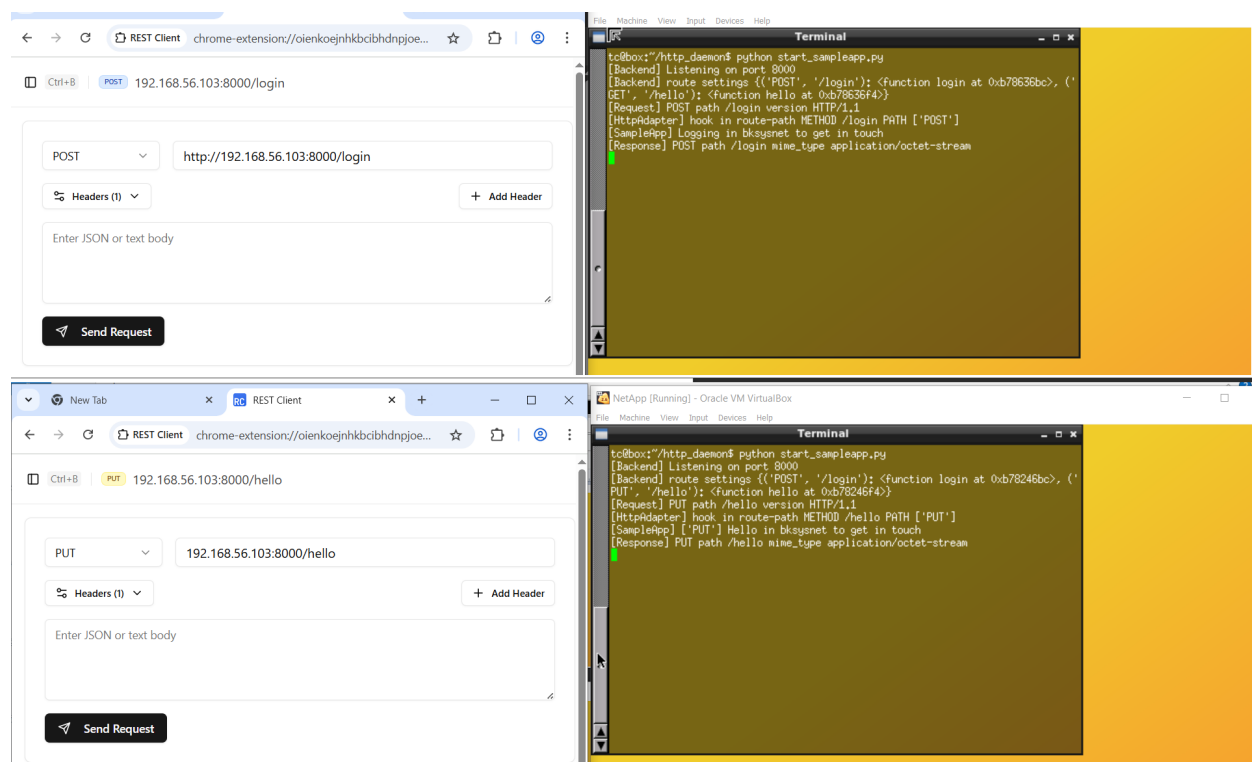 File Machine View Input Devices Help
REST Client chrome-extension://oienkoejnhkbcibhdnpjoe...
Terminal
Ctrl+B POST 192.168.56.103:8000/login
POST http://192.168.56.103:8000/login
Headers (1) Add Header
Enter JSON or text body
Send Request
tc@box:~/http_daemon$ python start_sampleapp.py
[Backend] Listening on port 8000
[Backend] route settings {('POST', '/login'): <function login at 0xb78636bc>, ('
GET', '/hello'): <function hello at 0xb78636f4>}
[Request] POST path /login version HTTP/1.1
[HttpAdapter] hook in route-path METHOD /login PATH ['POST']
[SampleApp] Logging in bksysnet to get in touch
[Response] POST path /login mime_type application/octet-stream
New Tab REST Client
REST Client
NetApp [Running] - Oracle VM VirtualBox
File Machine View Input Devices Help
Terminal
Ctrl+B PUT 192.168.56.103:8000/hello
PUT 192.168.56.103:8000/hello
Headers (1) Add Header
Enter JSON or text body
Send Request
tc@box:~/http_daemon$ python start_sampleapp.py
[Backend] Listening on port 8000
[Backend] route settings {('POST', '/login'): <function login at 0xb78246bc>, ('
PUT', '/hello'): <function hello at 0xb78246f4>}
[Request] PUT path /hello version HTTP/1.1
[HttpAdapter] hook in route-path METHOD /hello PATH ['PUT']
[SampleApp] ['PUT'] Hello in bksysnet to get in touch
[Response] PUT path /hello mime_type application/octet-stream